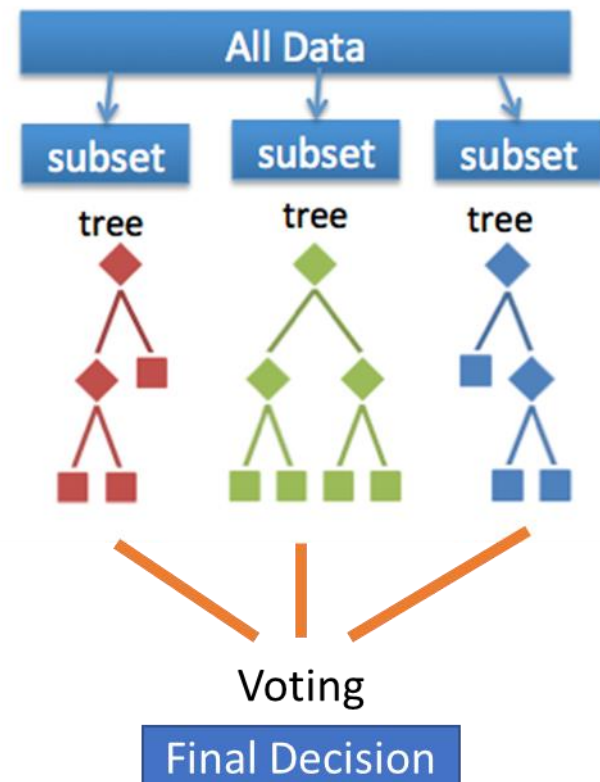 All Data
subset subset subset
tree tree tree
Voting
Final Decision